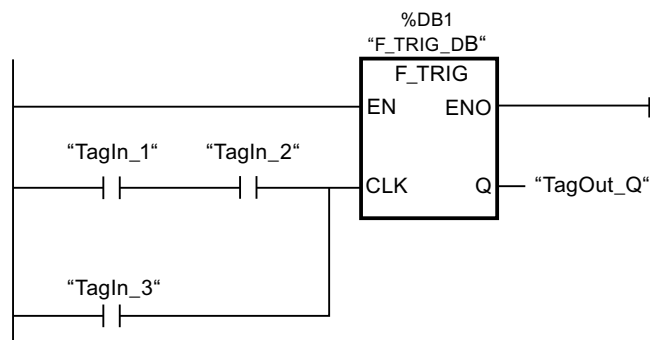 %DB1
“F_TRIG_DB“
F_TRIG
EN ENO
“TagIn_1“ “TagIn_2“
CLK Q “TagOut_Q“
“TagIn_3“